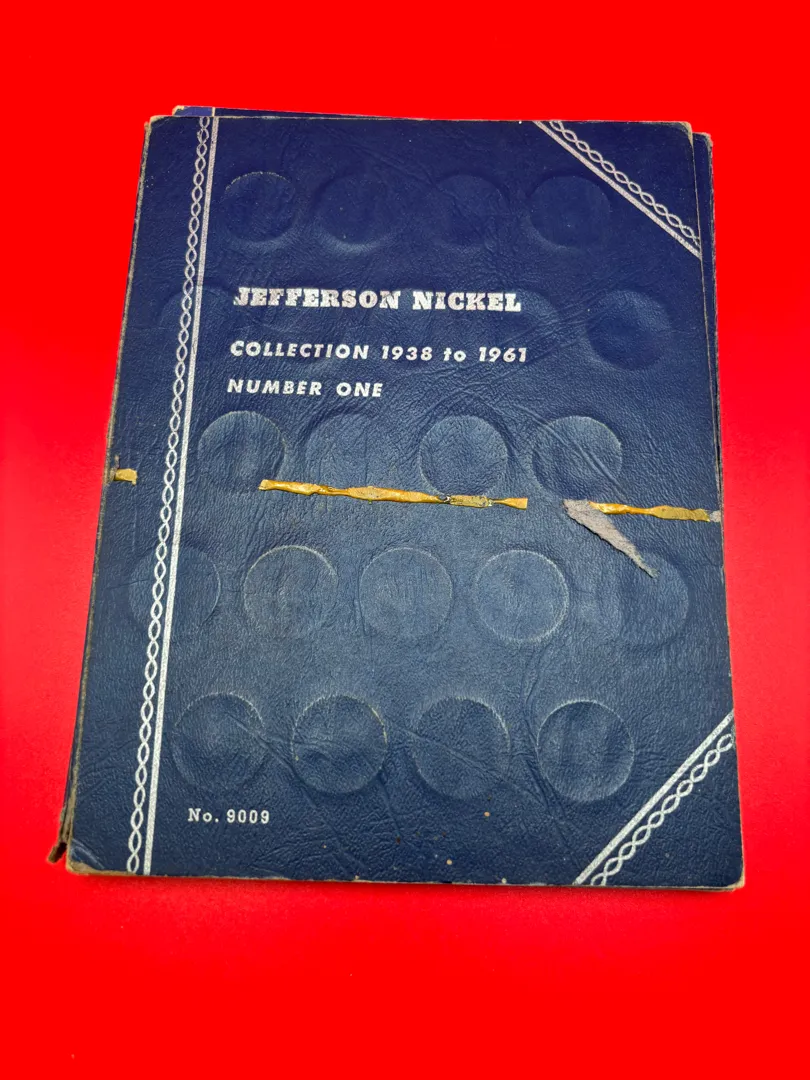 JEFFERSON NICKEL
COLLECTION 1938 to 1961
NUMBER ONE
No. 9009